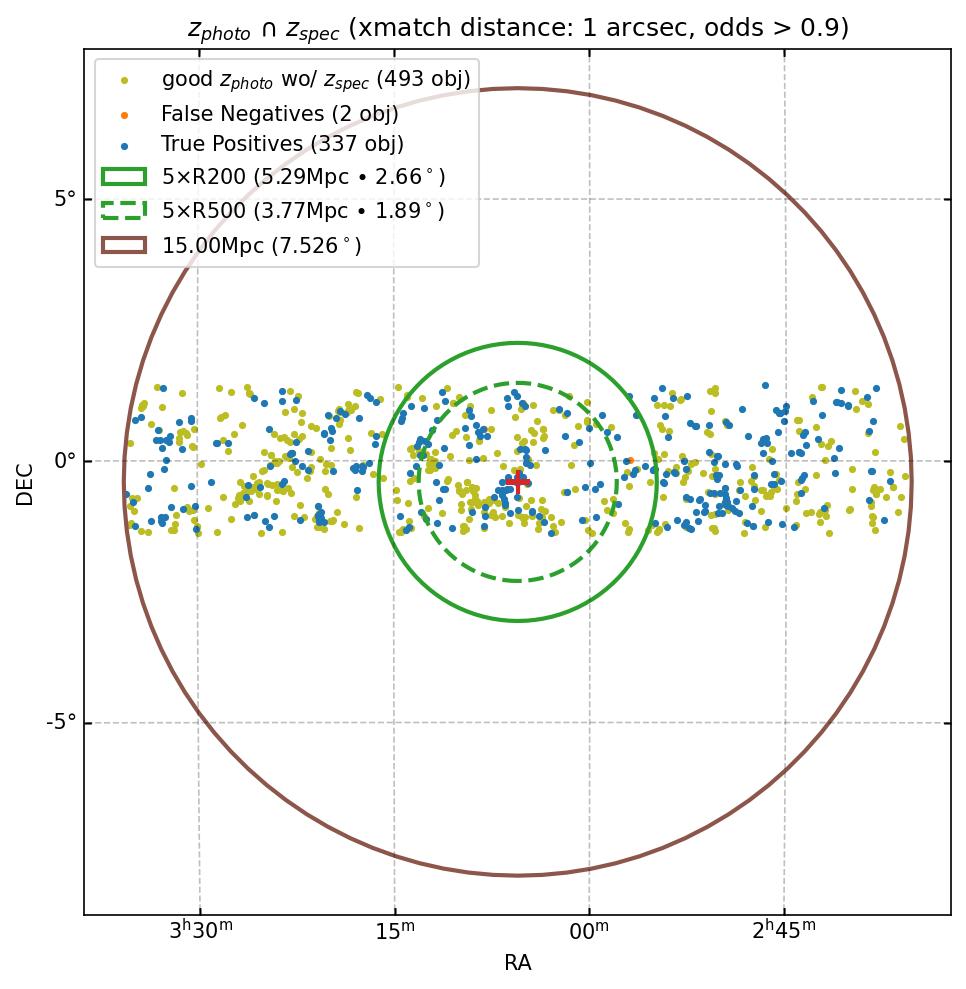 z_photo ∩ z_spec (xmatch distance: 1 arcsec, odds > 0.9)
good z_photo wo/ z_spec (493 obj)
False Negatives (2 obj)
True Positives (337 obj)
5×R200 (5.29Mpc • 2.66°)
5×R500 (3.77Mpc • 1.89°)
15.00Mpc (7.526°)
5°
0°
-5°
DEC
3h30m
15m
00m
2h45m
RA